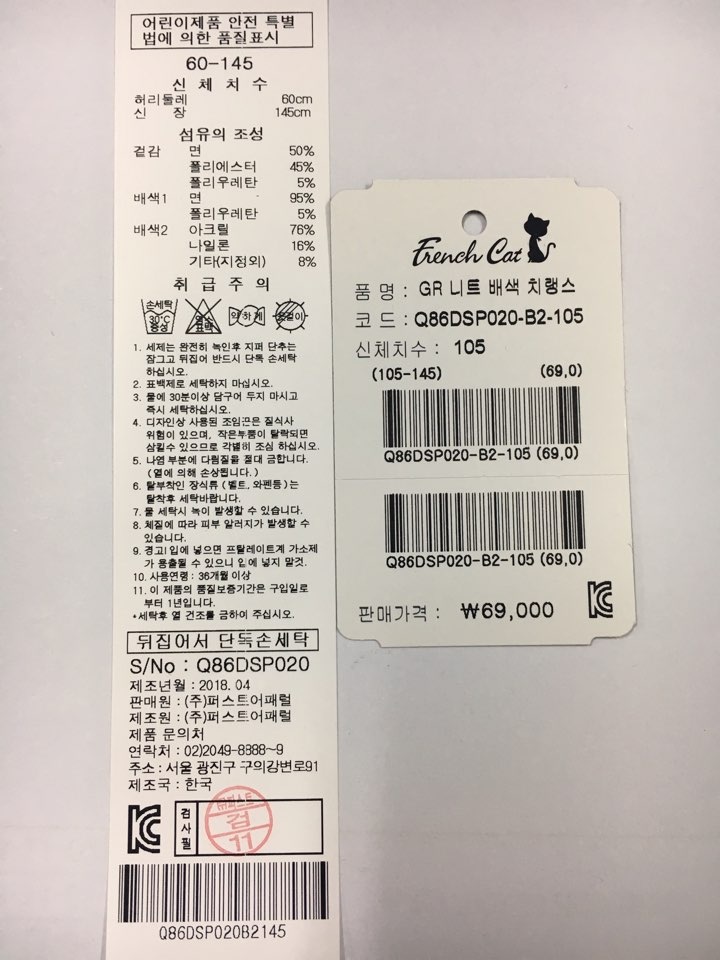 어린이제품 안전 특별
법에 의한 품질표시
60-145
신 체 치 수
허리둘레 60cm
신 장 145cm
섬유의 조성
겉감 면 50%
폴리에스터 45%
폴리우레탄 5%
배색1 면 95%
폴리우레탄 5%
배색2 아크릴 76%
나일론 16%
기타(지정외) 8%
취 급 주 의
손세탁 30℃ 중성 염소 표백 약하게 옷걸이
1. 세제는 완전히 녹인후 지퍼 단추는
잠그고 뒤집어 반드시 단독 손세탁
하십시오.
2. 표백제로 세탁하지 마십시오.
3. 물에 30분이상 담구어 두지 마시고
즉시 세탁하십시오.
4. 디자인상 사용된 조임끈은 질식사
위험이 있으며, 작은부품이 탈락되면
삼킬수 있으므로 각별히 조심 하십시오.
5. 나염 부분에 다림질을 절대 금합니다.
(열에 의해 손상됩니다.)
6. 탈부착인 장식류 (벨트, 와펜등)는
탈착후 세탁바랍니다.
7. 물 세탁시 녹이 발생할 수 있습니다.
8. 체질에 따라 피부 알러지가 발생할 수
있습니다.
9. 경고! 입에 넣으면 프탈레이트계 가소제
가 용출될 수 있으니 입에 넣지 말것.
10. 사용연령 : 36개월 이상
11. 이 제품의 품질보증기간은 구입일로
부터 1년입니다.
*세탁후 열 건조를 금하여 주십시오.
뒤집어서 단독손세탁
S/No : Q86DSP020
제조년월 : 2018. 04
판매원 : (주)퍼스트어패럴
제조원 : (주)퍼스트어패럴
제품 문의처
연락처 : 02)2049-8888~9
주소 : 서울 광진구 구의강변로91
제조국 : 한국
검사필
㈜퍼스트
검
11
Q86DSP020B2145
French Cat
품 명 : GR 니트 배색 치랭스
코 드 : Q86DSP020-B2-105
신체치수 : 105
(105-145) (69,0)
Q86DSP020-B2-105 (69,0)
Q86DSP020-B2-105 (69,0)
판매가격 : ₩69,000